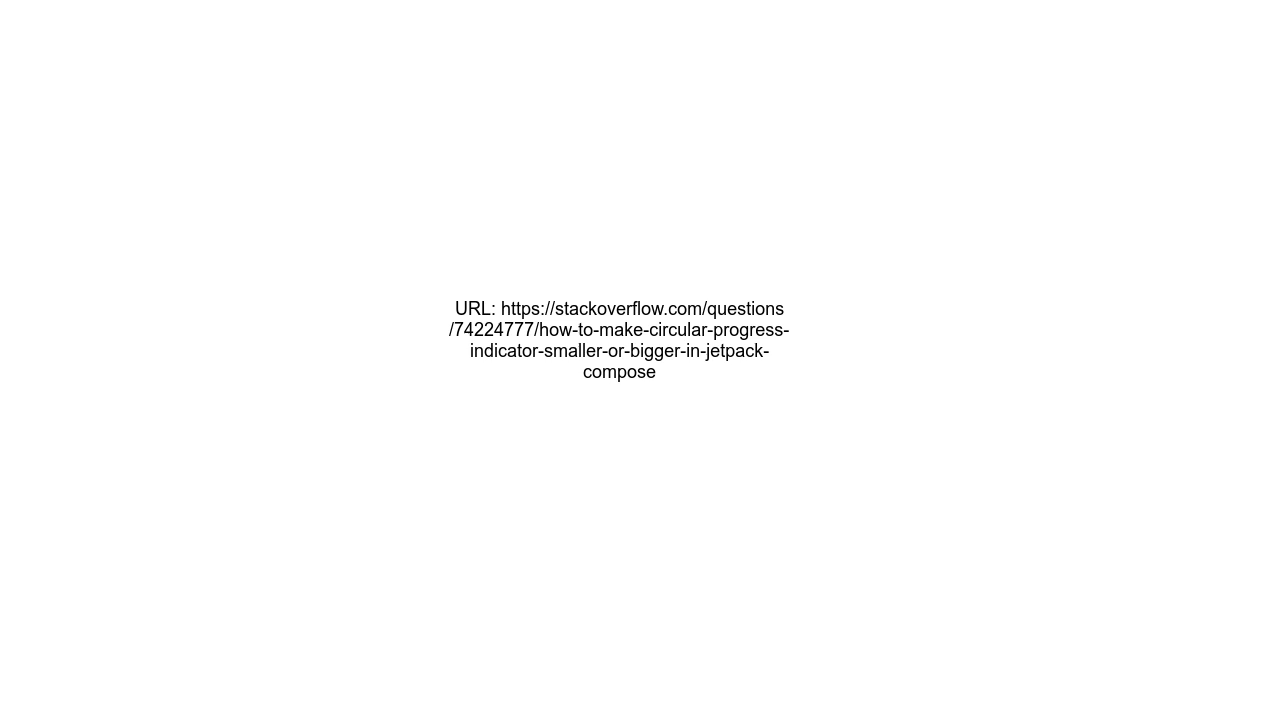 URL: https://stackoverflow.com/questions
/74224777/how-to-make-circular-progress-
indicator-smaller-or-bigger-in-jetpack-
compose